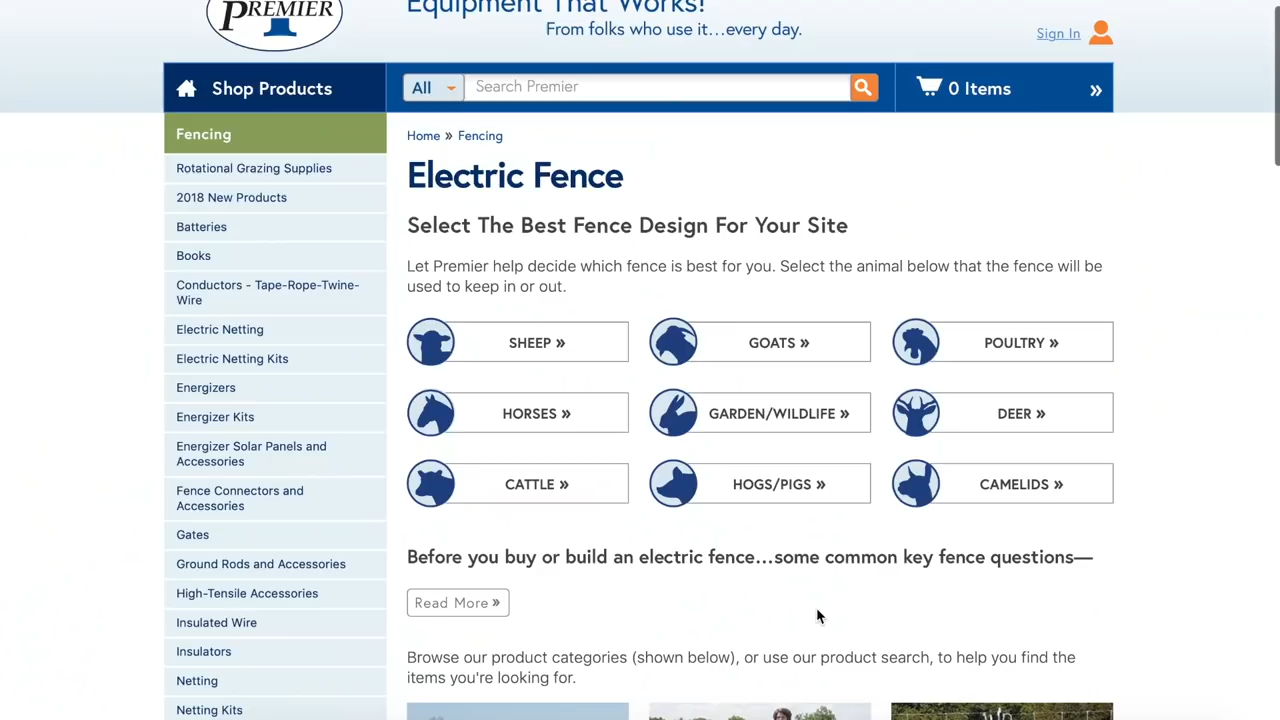 PREMIER
1
Equipment That Works!
From folks who use it...every day.
Sign In
Shop Products
All
Search Premier
0 Items »
Fencing
Rotational Grazing Supplies
2018 New Products
Batteries
Books
Conductors - Tape-Rope-Twine-
Wire
Electric Netting
Electric Netting Kits
Energizers
Energizer Kits
Energizer Solar Panels and
Accessories
Fence Connectors and
Accessories
Gates
Ground Rods and Accessories
High-Tensile Accessories
Insulated Wire
Insulators
Netting
Netting Kits
Home » Fencing
Electric Fence
Select The Best Fence Design For Your Site
Let Premier help decide which fence is best for you. Select the animal below that the fence will be
used to keep in or out.
SHEEP »
GOATS »
POULTRY »
HORSES »
GARDEN/WILDLIFE »
DEER »
CATTLE »
HOGS/PIGS »
CAMELIDS »
Before you buy or build an electric fence...some common key fence questions—
Read More »
Browse our product categories (shown below), or use our product search, to help you find the
items you're looking for.